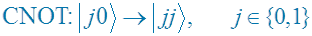 CNOT: |j0⟩ → |jj⟩, j ∈ {0,1}